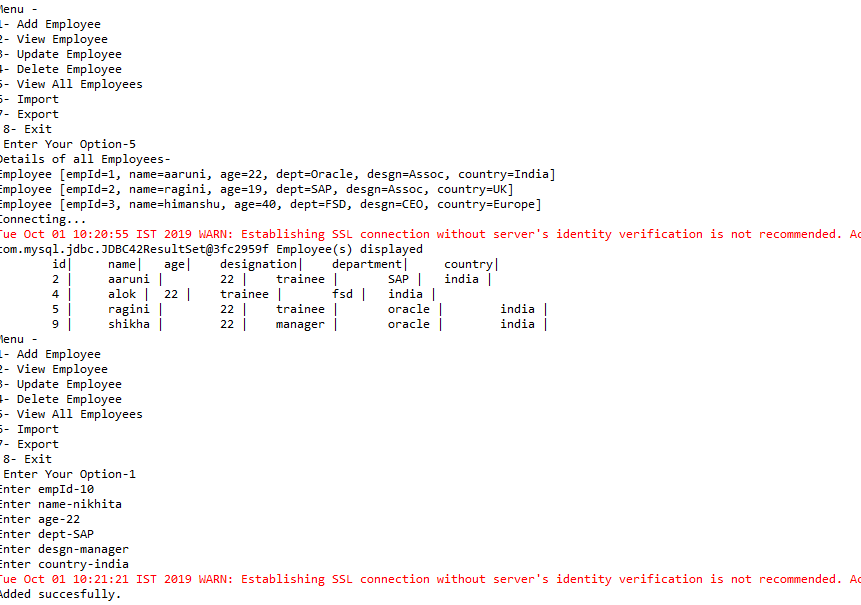 Menu -
1- Add Employee
2- View Employee
3- Update Employee
4- Delete Employee
5- View All Employees
6- Import
7- Export
8- Exit
Enter Your Option-5
Details of all Employees-
Employee [empId=1, name=aaruni, age=22, dept=Oracle, desgn=Assoc, country=India]
Employee [empId=2, name=ragini, age=19, dept=SAP, desgn=Assoc, country=UK]
Employee [empId=3, name=himanshu, age=40, dept=FSD, desgn=CEO, country=Europe]
Connecting...
Tue Oct 01 10:20:55 IST 2019 WARN: Establishing SSL connection without server's identity verification is not recommended. Ac
com.mysql.jdbc.JDBC42ResultSet@3fc2959f Employee(s) displayed
id| name| age| designation| department| country|
2 | aaruni | 22 | trainee | SAP | india |
4 | alok | 22 | trainee | fsd | india |
5 | ragini | 22 | trainee | oracle | india |
9 | shikha | 22 | manager | oracle | india |
Menu -
1- Add Employee
2- View Employee
3- Update Employee
4- Delete Employee
5- View All Employees
6- Import
7- Export
8- Exit
Enter Your Option-1
Enter empId-10
Enter name-nikhita
Enter age-22
Enter dept-SAP
Enter desgn-manager
Enter country-india
Tue Oct 01 10:21:21 IST 2019 WARN: Establishing SSL connection without server's identity verification is not recommended. Ac
Added succesfully.